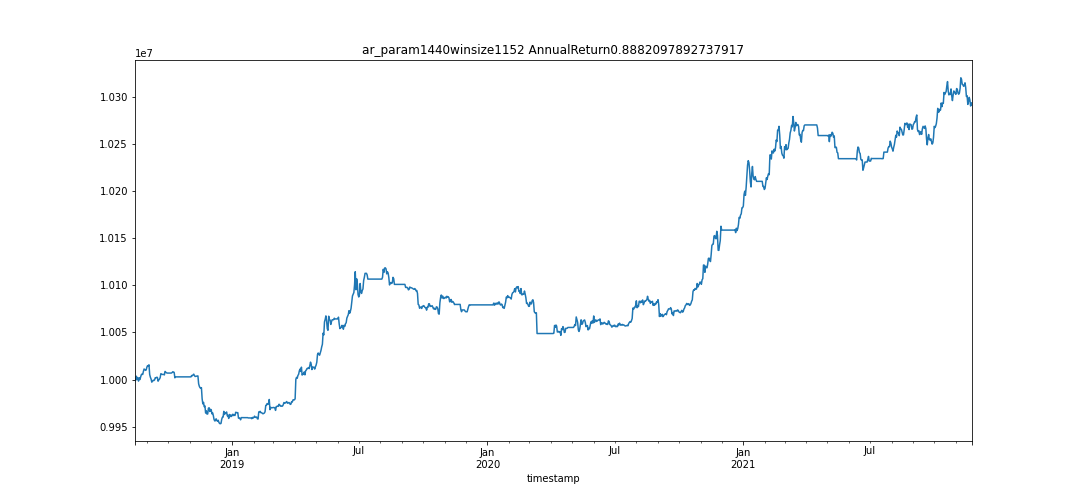 ar_param1440winsize1152 AnnualReturn0.8882097892737917
1e7
1.030
1.025
1.020
1.015
1.010
1.005
1.000
0.995
Jan Jul Jan Jul Jan Jul
2019 2020 2021
timestamp